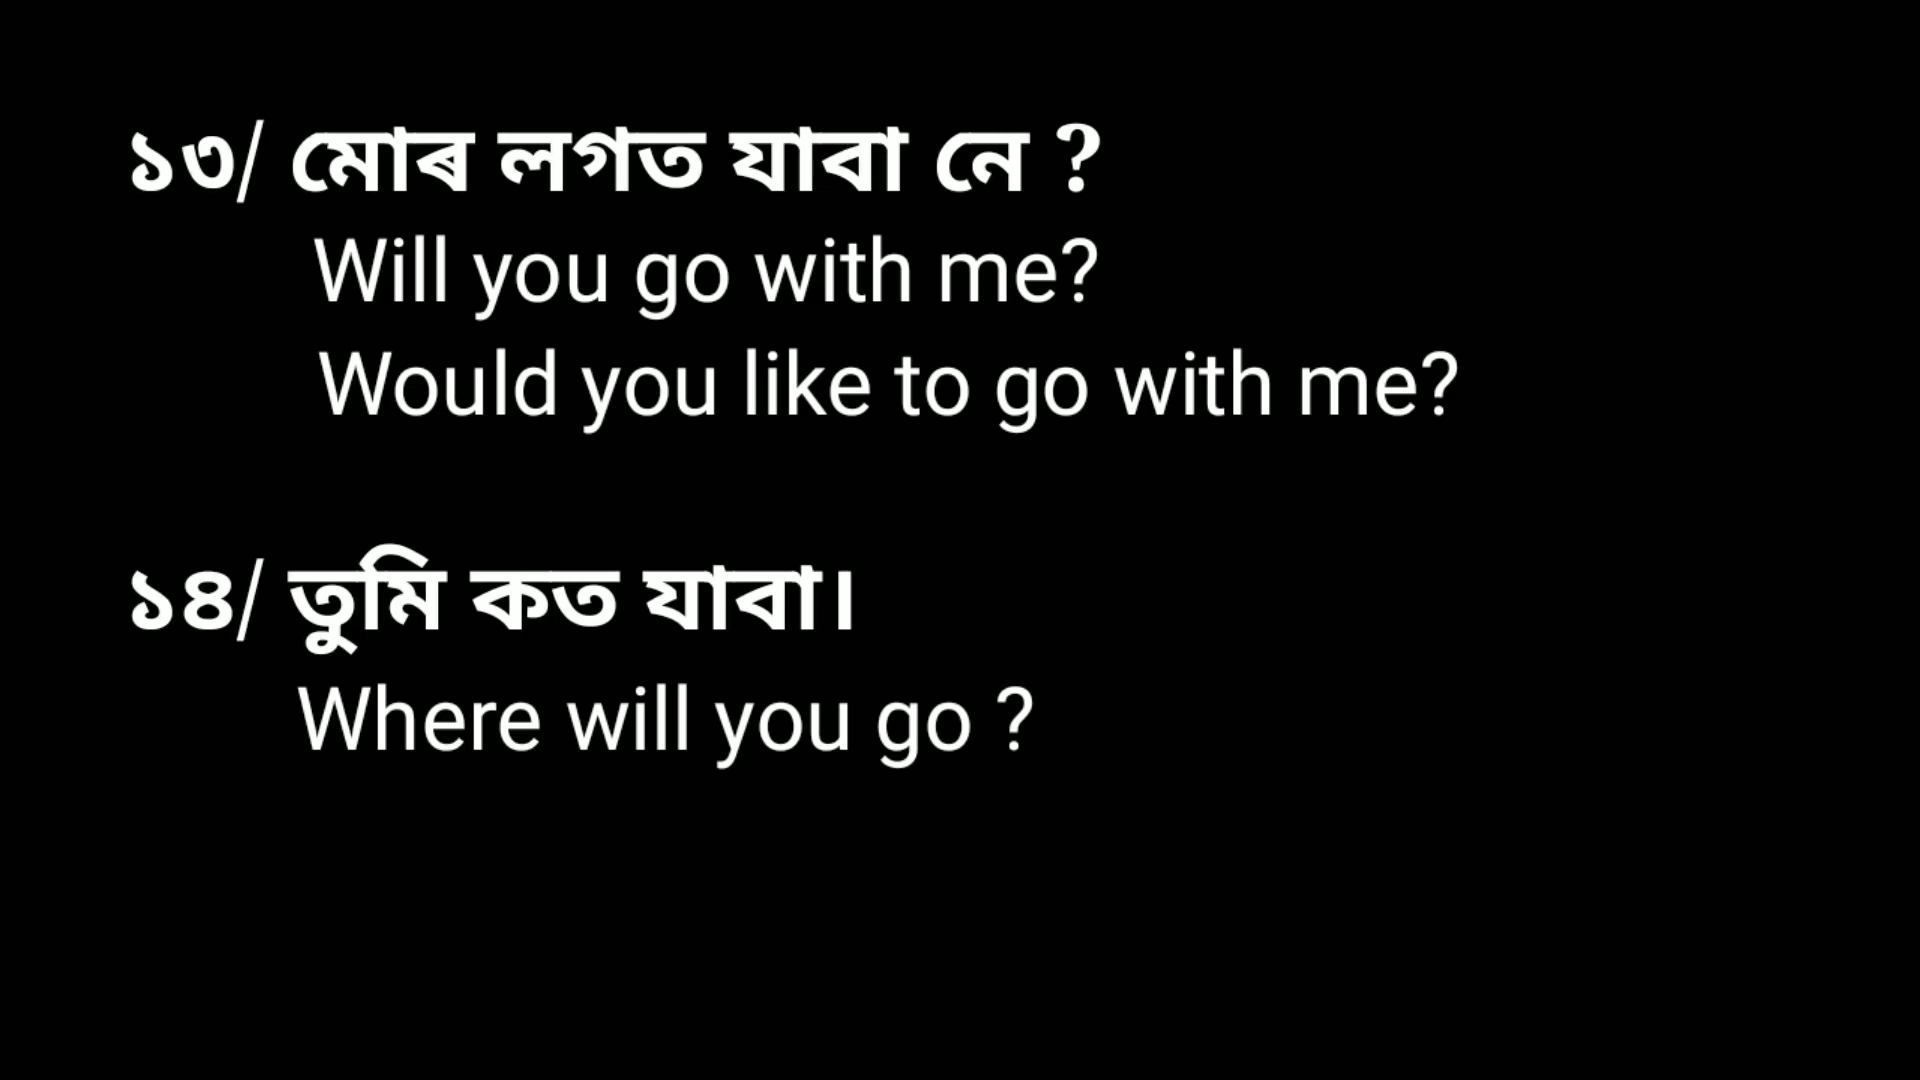 ১৩/ মোৰ লগত যাবা নে ?
Will you go with me?
Would you like to go with me?
১৪/ তুমি কত যাবা।
Where will you go ?